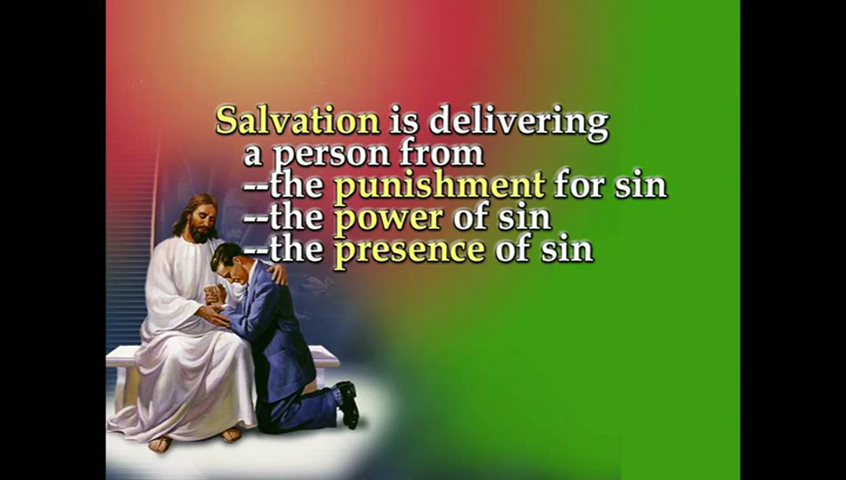 Salvation is delivering
a person from
--the punishment for sin
--the power of sin
--the presence of sin